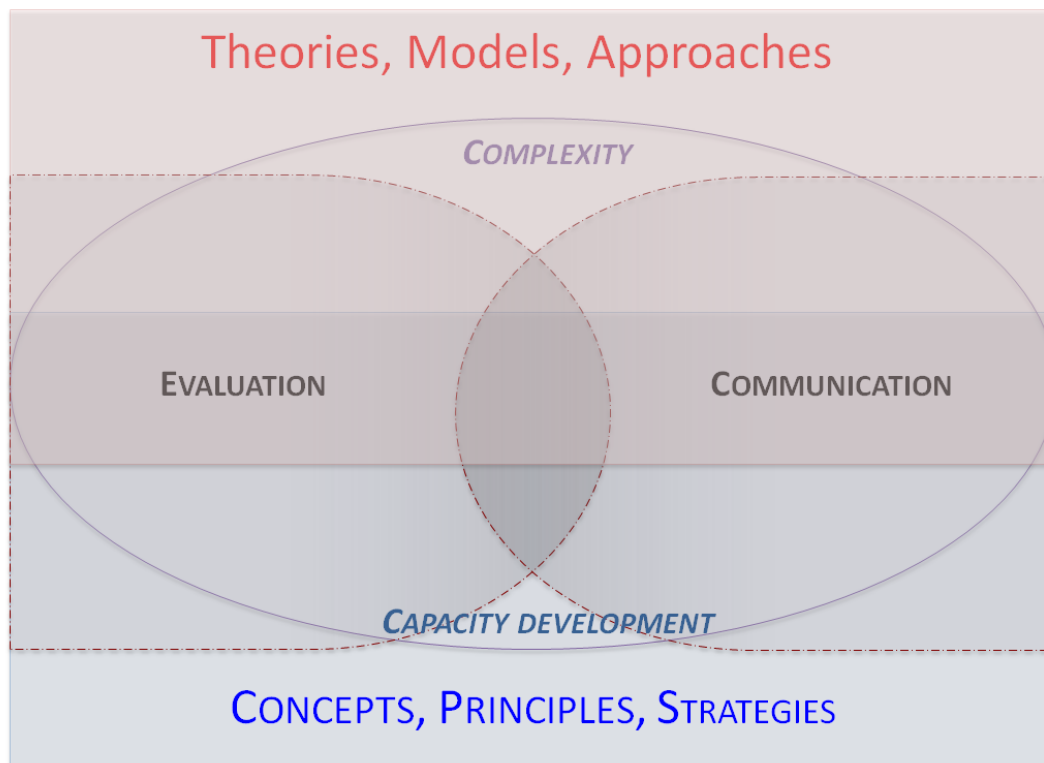 Theories, Models, Approaches
COMPLEXITY
EVALUATION
COMMUNICATION
CAPACITY DEVELOPMENT
CONCEPTS, PRINCIPLES, STRATEGIES